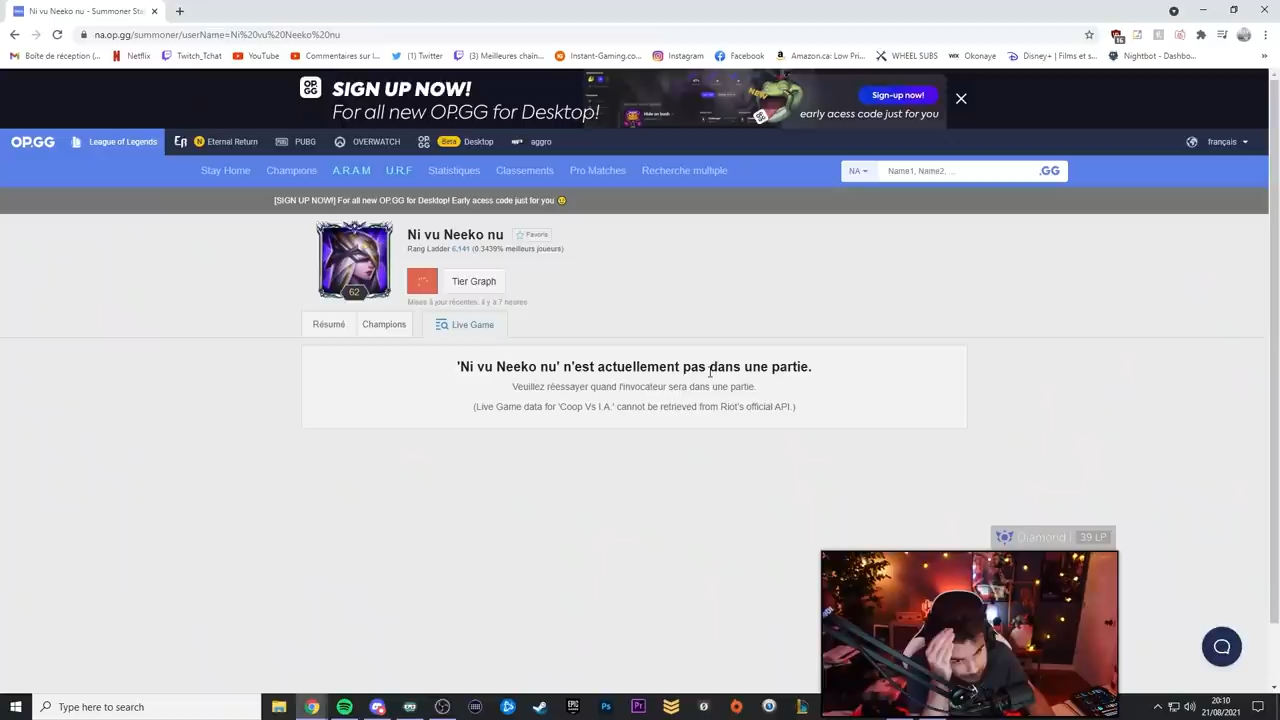 Ni vu Neeko nu - Summoner Sta
na.op.gg/summoner/userName=Ni%20vu%20Neeko%20nu
Boîte de réception (... Netflix Twitch_Tchat YouTube (1) Twitter (3) Meilleures chaîn... Instant-Gaming.com... Instagram Facebook Amazon.ca: Low Pri... WHEEL SUBS WIX Okonaye Disney+ | Films et s... Nightbot - Dashbo...
OP.GG SIGN UP NOW!
For all new OP.GG for Desktop!
NEW
Sign-up now!
early access code just for you
OP.GG League of Legends Eternal Return PUBG OVERWATCH Beta Desktop aggro français
Stay Home Champions A.R.A.M U.R.F Statistiques Classements Pro Matches Recherche multiple NA Name1, Name2, ... .GG
[SIGN UP NOW!] For all new OP.GG for Desktop! Early acess code just for you
Ni vu Neeko nu Favoris
Rang Ladder 6,141 (0.3439% meilleurs joueurs)
62
Tier Graph
Mises à jour récentes. il y a 7 heures
Résumé Champions Live Game
'Ni vu Neeko nu' n'est actuellement pas dans une partie.
Veuillez réessayer quand l'invocateur sera dans une partie.
(Live Game data for 'Coop Vs I.A.' cannot be retrieved from Riot's official API.)
Diamond I 39 LP
Type here to search
20:10
21/08/2021